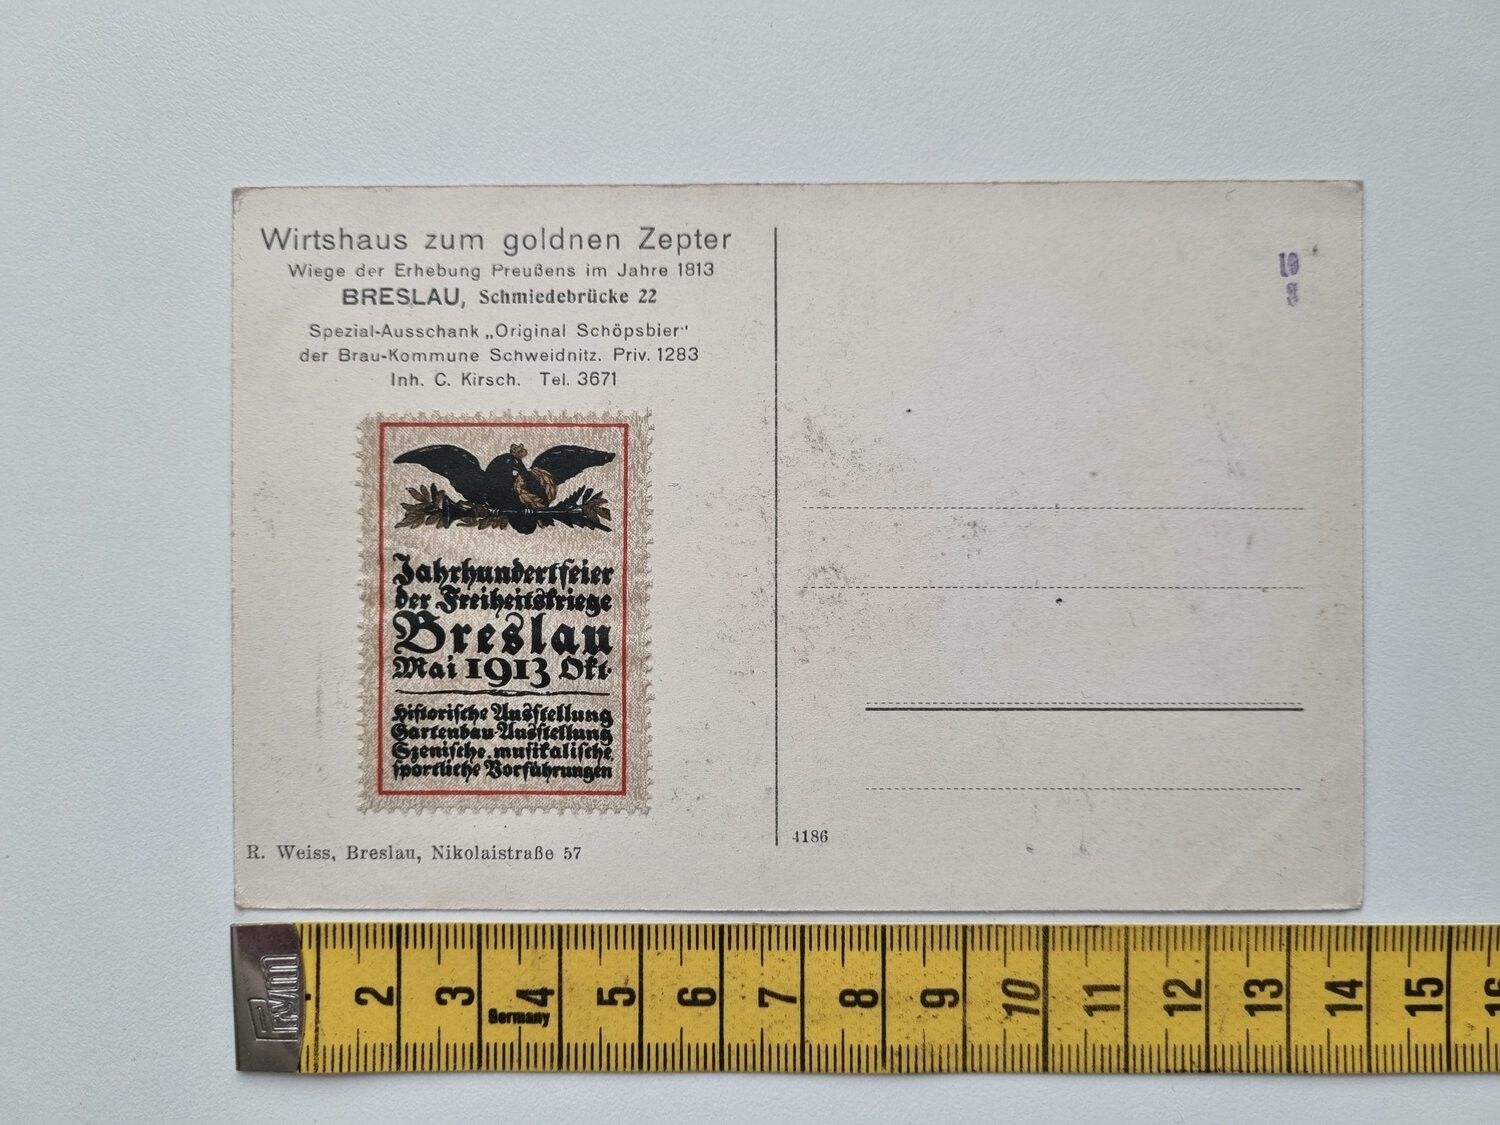 Wirtshaus zum goldnen Zepter
Wiege der Erhebung Preußens im Jahre 1813
BRESLAU, Schmiedebrücke 22
Spezial-Ausschank „Original Schöpsbier"
der Brau-Kommune Schweidnitz. Priv. 1283
Inh. C. Kirsch. Tel. 3671
Jahrhundertfeier
der Freiheitskriege
Breslau
Mai 1913 Okt.
Historische Ausstellung
Gartenbau-Ausstellung
Szenische, musikalische,
sportliche Vorführungen
R. Weiss, Breslau, Nikolaistraße 57
4186
Prym
2 3 4 5 6 7 8 9 10 11 12 13 14 15 16
Germany